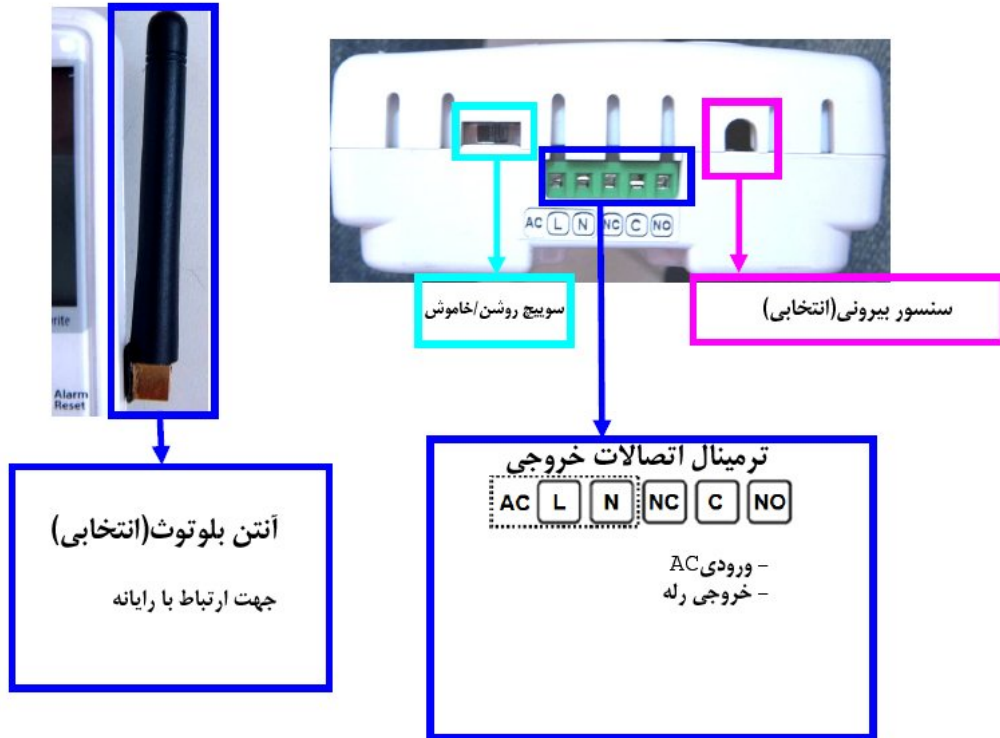 AC L N NC C NO
سوییچ روشن/خاموش
سنسور بیرونی(انتخابی)
Alarm
Reset
ترمینال اتصالات خروجی
AC L N NC C NO
- ورودیAC
- خروجی رله
آنتن بلوتوث(انتخابی)
جهت ارتباط با رایانه